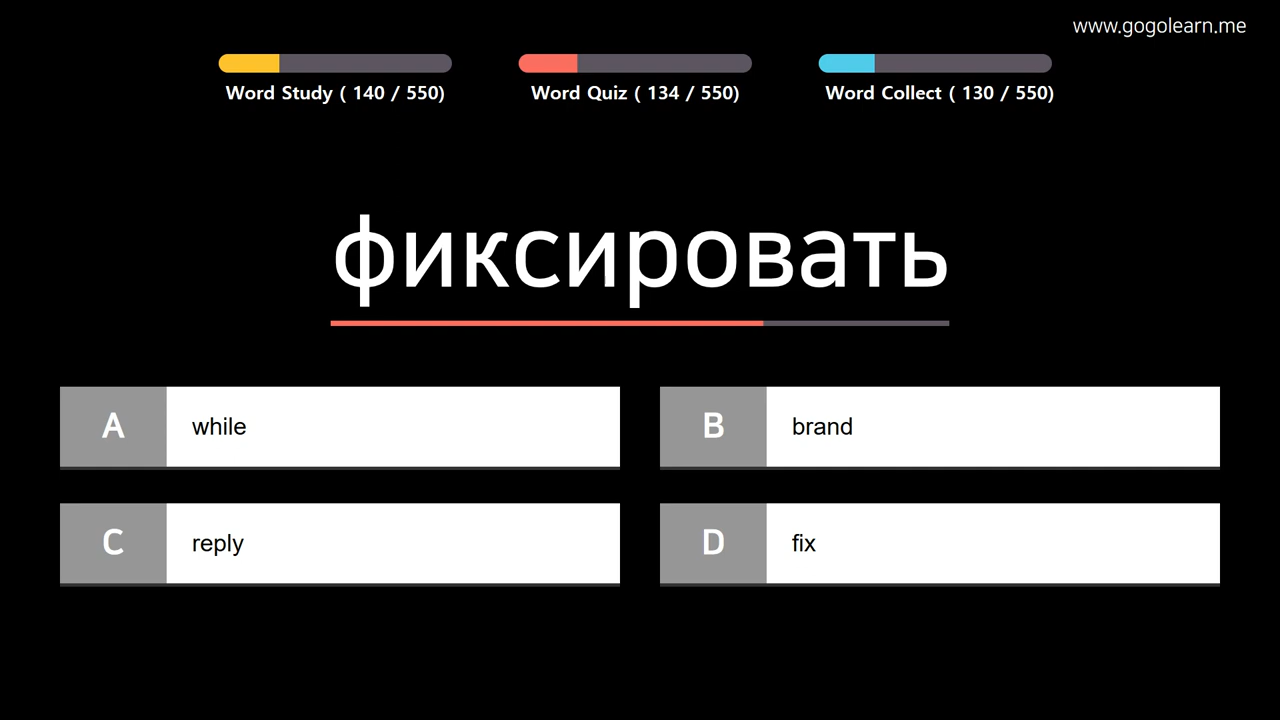 www.gogolearn.me
Word Study ( 140 / 550)
Word Quiz ( 134 / 550)
Word Collect ( 130 / 550)
фиксировать
A while
B brand
C reply
D fix